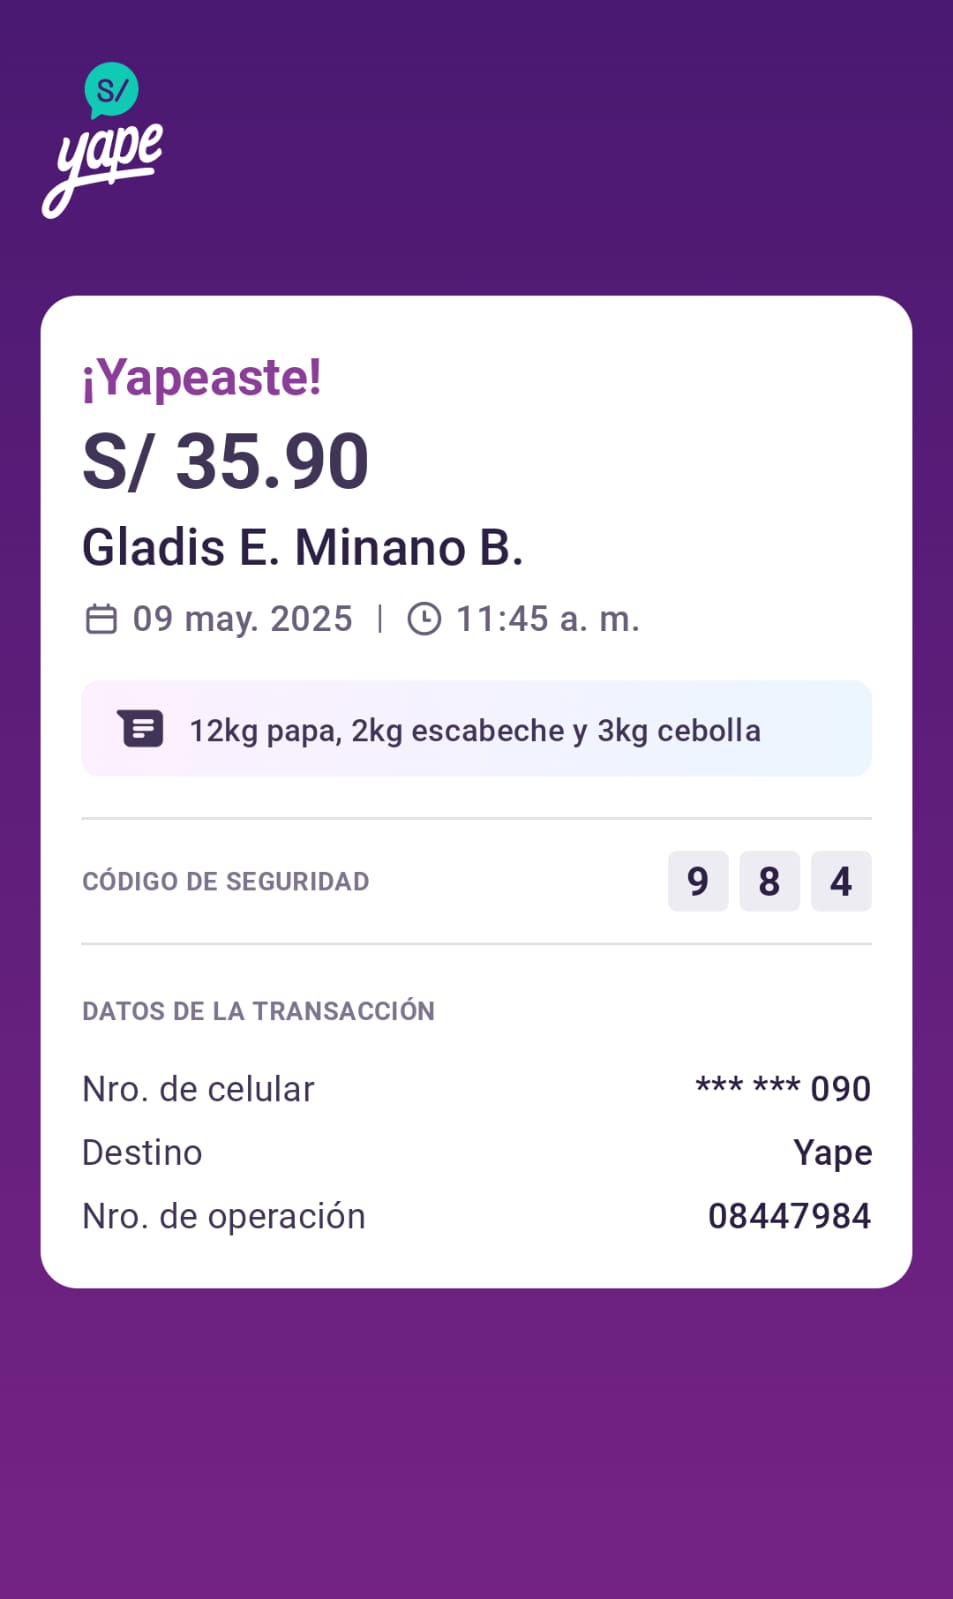 S/
yape
¡Yapeaste!
S/ 35.90
Gladis E. Minano B.
09 may. 2025 | 11:45 a. m.
12kg papa, 2kg escabeche y 3kg cebolla
CÓDIGO DE SEGURIDAD 9 8 4
DATOS DE LA TRANSACCIÓN
Nro. de celular *** *** 090
Destino Yape
Nro. de operación 08447984